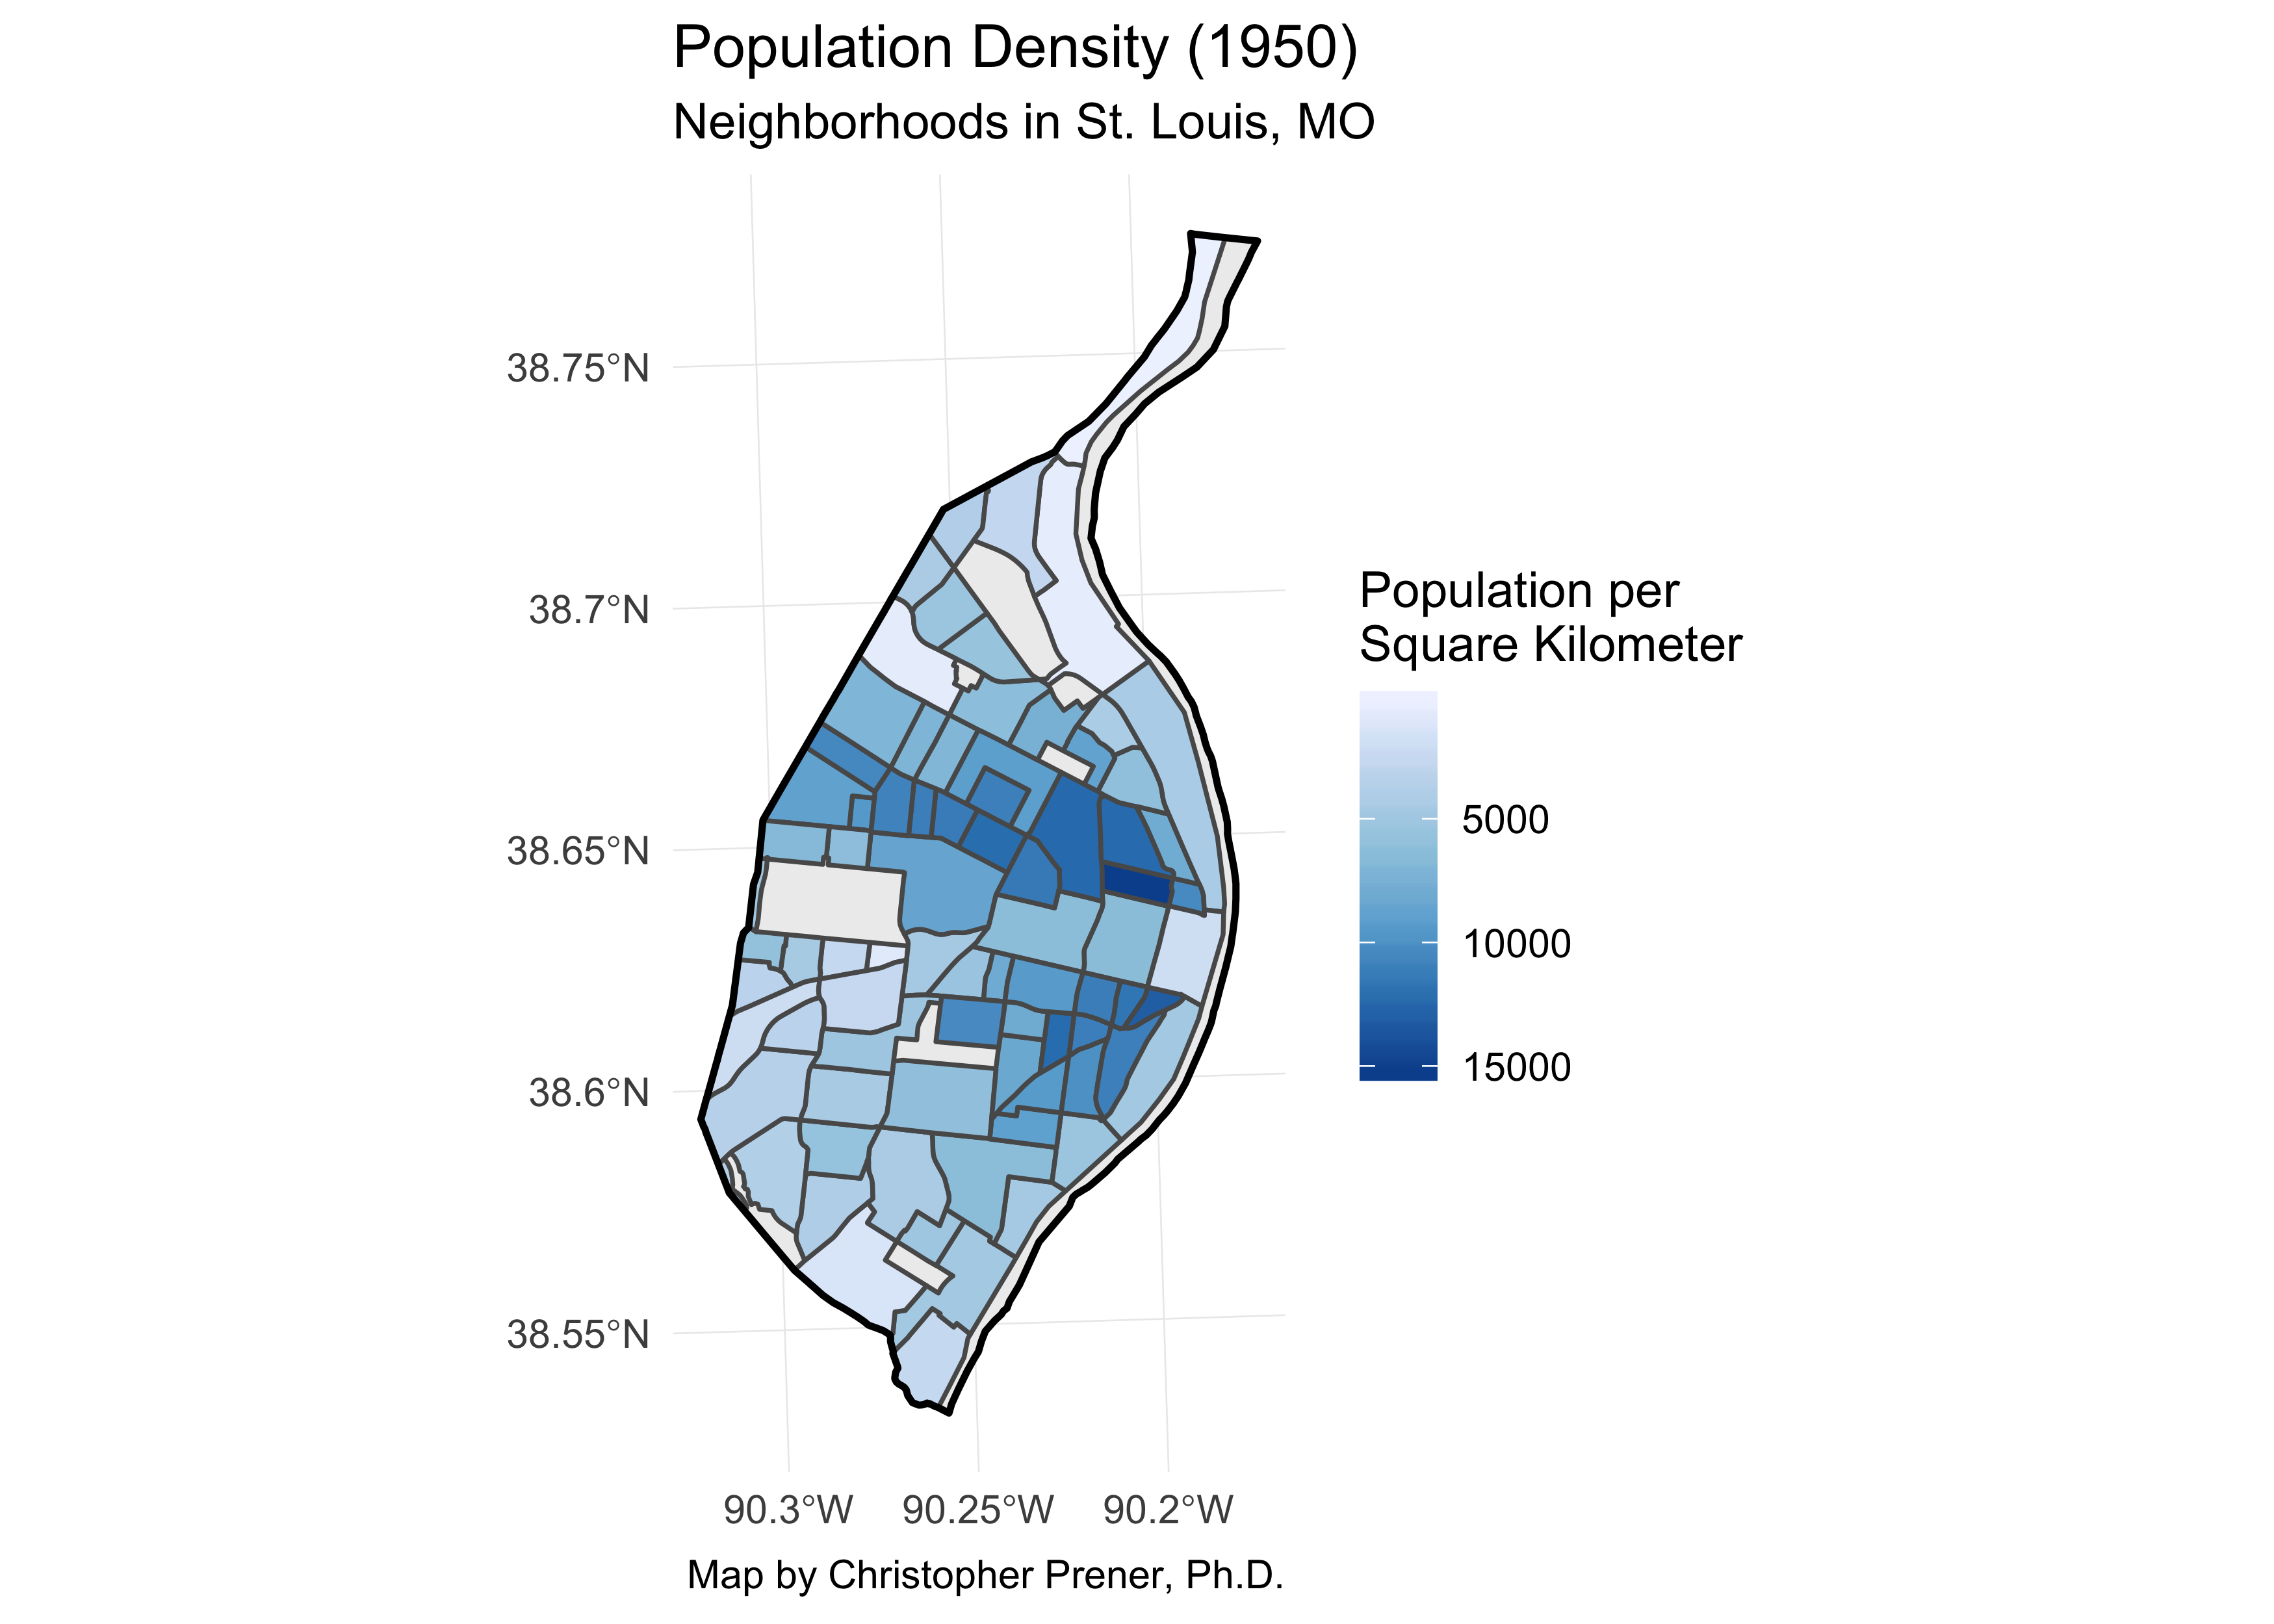 Population Density (1950)
Neighborhoods in St. Louis, MO
38.75°N
38.7°N
38.65°N
38.6°N
38.55°N
90.3°W
90.25°W
90.2°W
Population per
Square Kilometer
5000
10000
15000
Map by Christopher Prener, Ph.D.